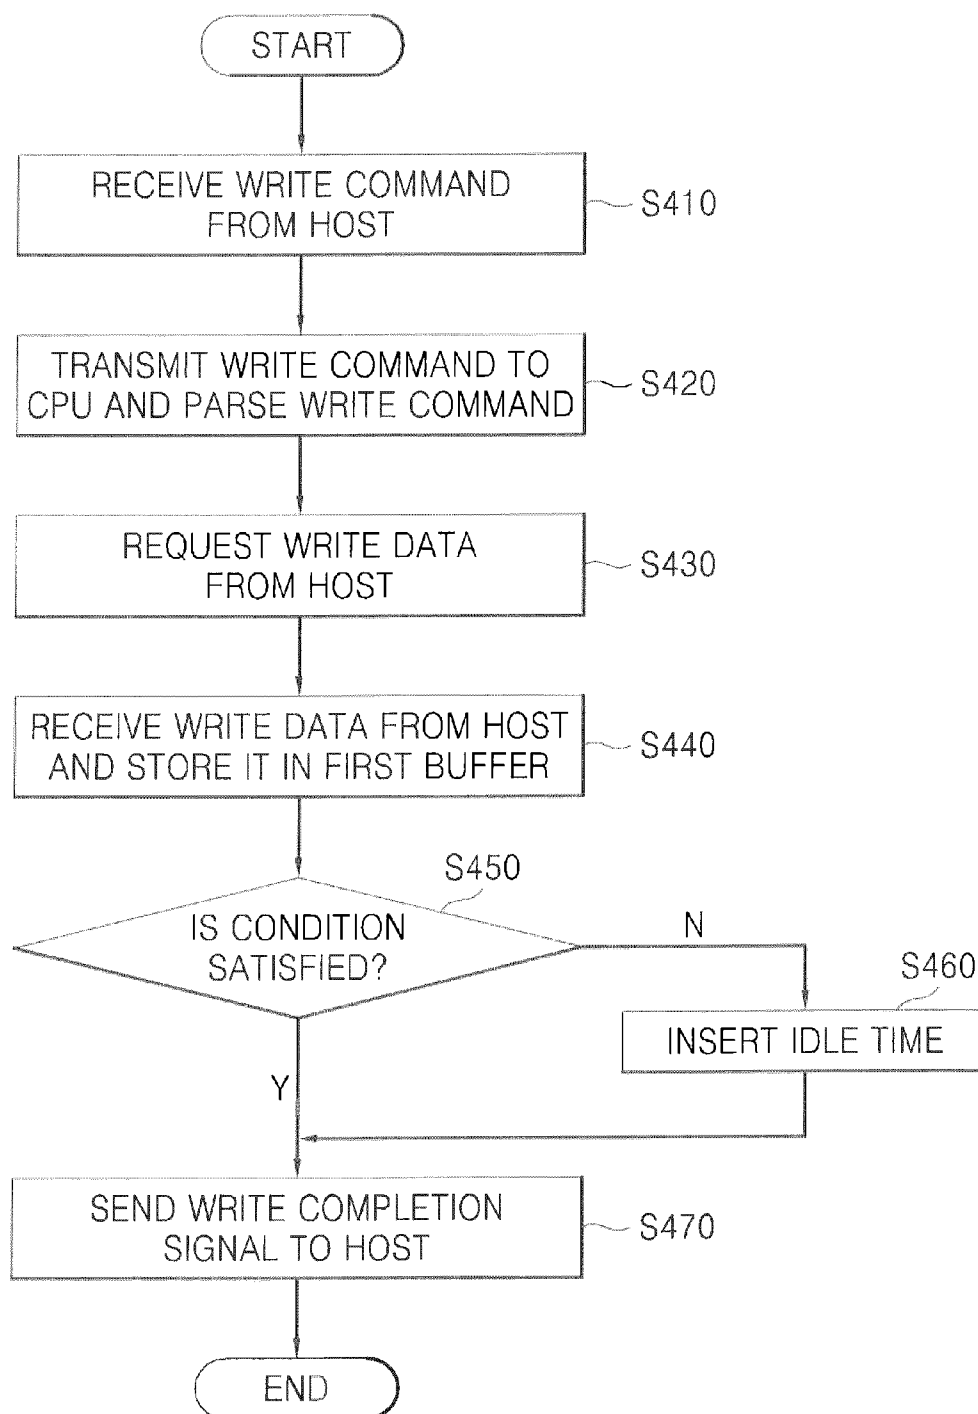 START
RECEIVE WRITE COMMAND
FROM HOST
S410
TRANSMIT WRITE COMMAND TO
CPU AND PARSE WRITE COMMAND
S420
REQUEST WRITE DATA
FROM HOST
S430
RECEIVE WRITE DATA FROM HOST
AND STORE IT IN FIRST BUFFER
S440
S450
IS CONDITION
SATISFIED?
N
S460
INSERT IDLE TIME
Y
SEND WRITE COMPLETION
SIGNAL TO HOST
S470
END